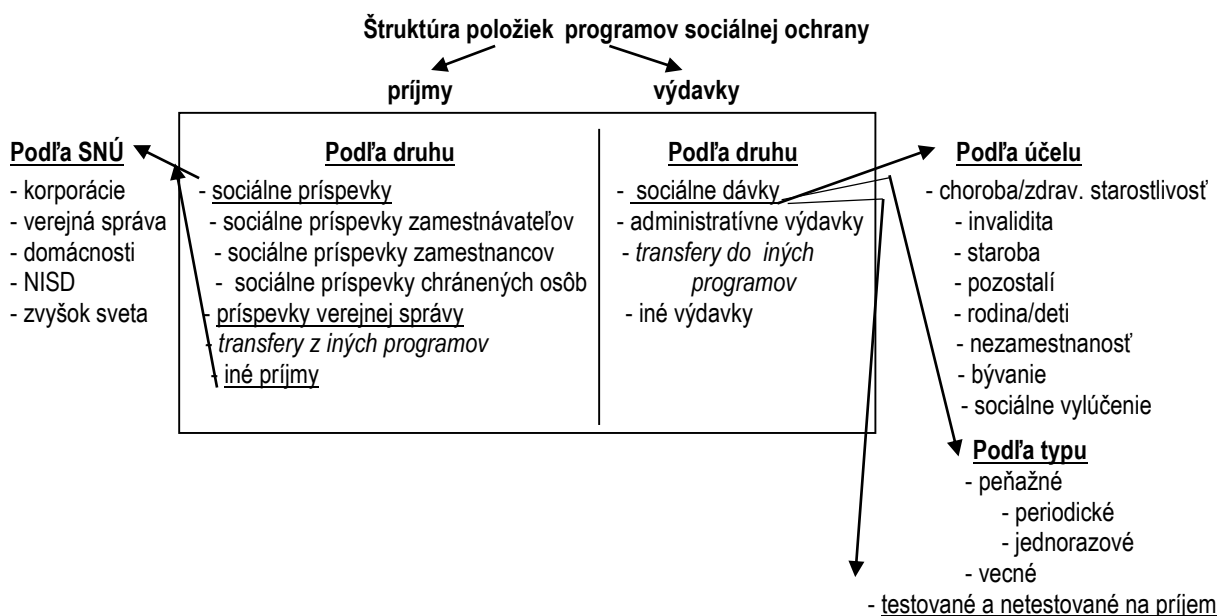 Štruktúra položiek programov sociálnej ochrany
príjmy
výdavky
Podľa SNÚ
- korporácie
- verejná správa
- domácnosti
- NISD
- zvyšok sveta
Podľa druhu
- sociálne príspevky
- sociálne príspevky zamestnávateľov
- sociálne príspevky zamestnancov
- sociálne príspevky chránených osôb
- príspevky verejnej správy
- transfery z iných programov
- iné príjmy
Podľa druhu
- sociálne dávky
- administratívne výdavky
- transfery do iných
programov
- iné výdavky
Podľa účelu
- choroba/zdrav. starostlivosť
- invalidita
- staroba
- pozostalí
- rodina/deti
- nezamestnanosť
- bývanie
- sociálne vylúčenie
Podľa typu
- peňažné
- periodické
- jednorazové
- vecné
- testované a netestované na príjem